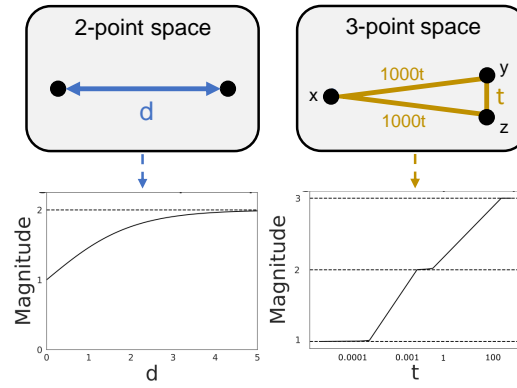 2-point space
d
3-point space
x
1000t
1000t
y
t
z
Magnitude
2
1
0
0
1
2
3
4
5
d
Magnitude
3
2
1
0.0001
0.001
1
100
t